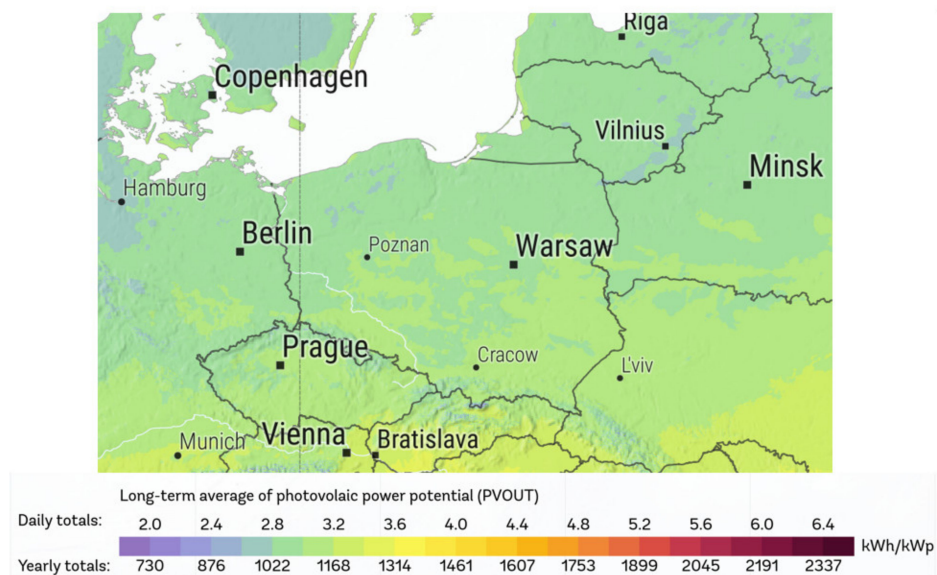 Riga
Copenhagen
Vilnius
Minsk
Hamburg
Berlin
Poznan
Warsaw
Prague
Cracow
L'viv
Munich
Vienna
Bratislava
Long-term average of photovolaic power potential (PVOUT)
Daily totals: 2.0 2.4 2.8 3.2 3.6 4.0 4.4 4.8 5.2 5.6 6.0 6.4
kWh/kWp
Yearly totals: 730 876 1022 1168 1314 1461 1607 1753 1899 2045 2191 2337